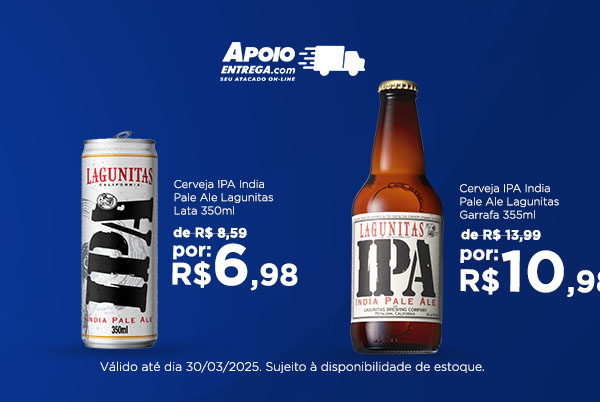 APOIO
ENTREGA.com
SEU ATACADO ON-LINE
LAGUNITAS
CALIFORNIA
IPA
INDIA PALE ALE
350ml
Cerveja IPA India
Pale Ale Lagunitas
Lata 350ml
de R$ 8,59
por:
R$6,98
LAGUNITAS
IPA
INDIA PALE ALE
LAGUNITAS BREWING COMPANY
PETALUMA, CALIFORNIA
Cerveja IPA India
Pale Ale Lagunitas
Garrafa 355ml
de R$ 13,99
por:
R$10,98
Válido até dia 30/03/2025. Sujeito à disponibilidade de estoque.